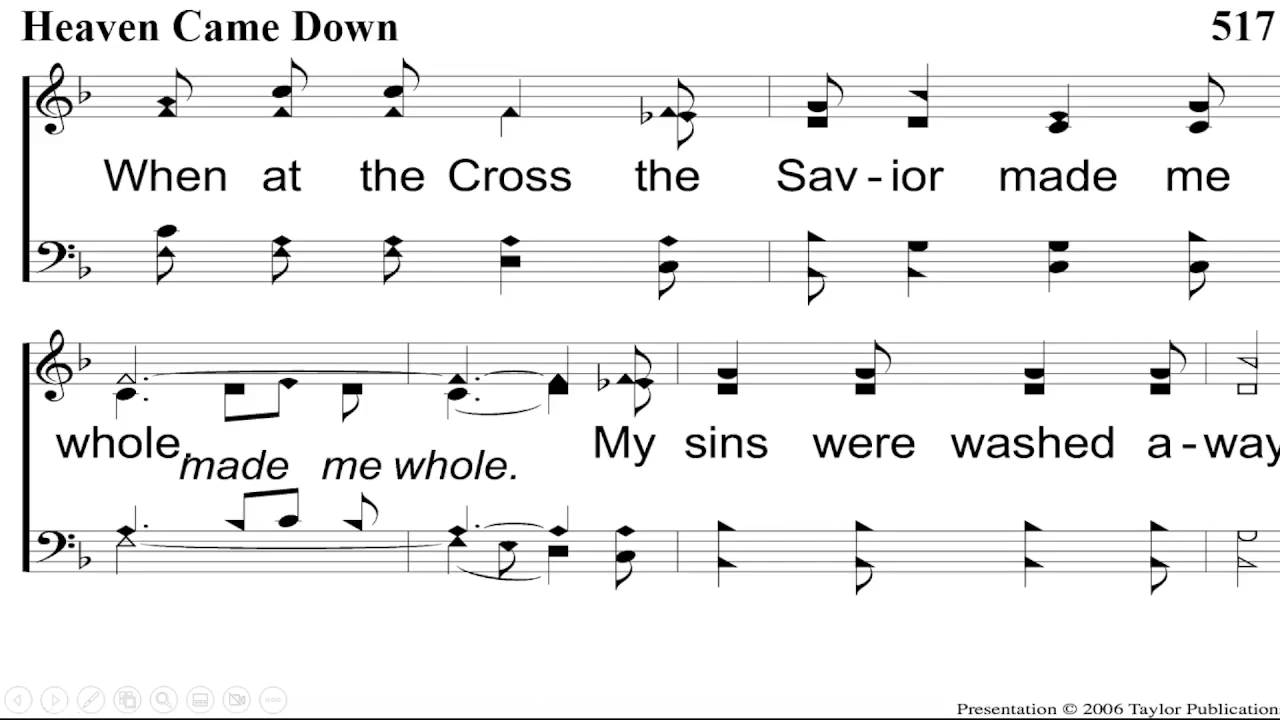 Heaven Came Down 517
When at the Cross the Sav-ior made me
whole.
made me whole.
My sins were washed a-way
Presentation © 2006 Taylor Publications